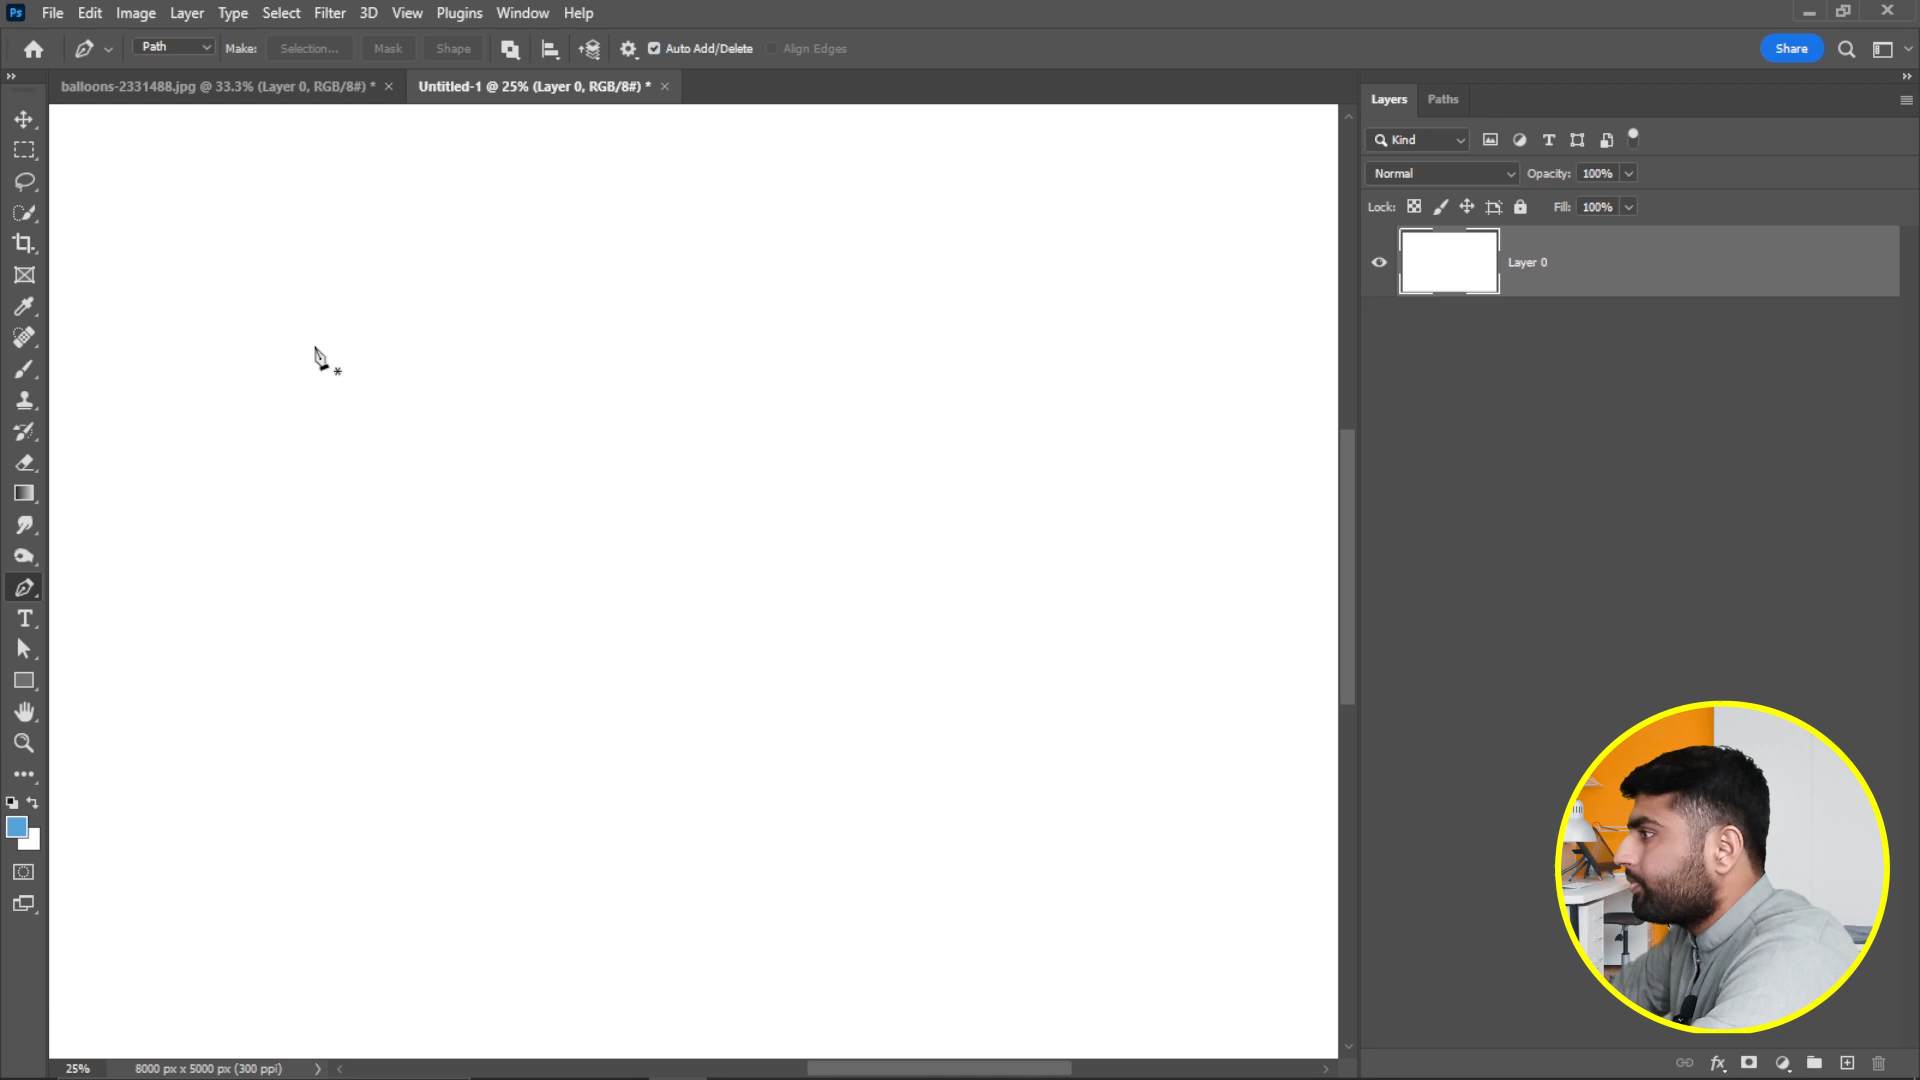 Ps File Edit Image Layer Type Select Filter 3D View Plugins Window Help
Path Make: Selection... Mask Shape Auto Add/Delete Align Edges Share
balloons-2331488.jpg @ 33.3% (Layer 0, RGB/8#) * × Untitled-1 @ 25% (Layer 0, RGB/8#) * ×
Layers Paths
Kind
Normal Opacity: 100%
Lock: Fill: 100%
Layer 0
25% 8000 px x 5000 px (300 ppi)
fx